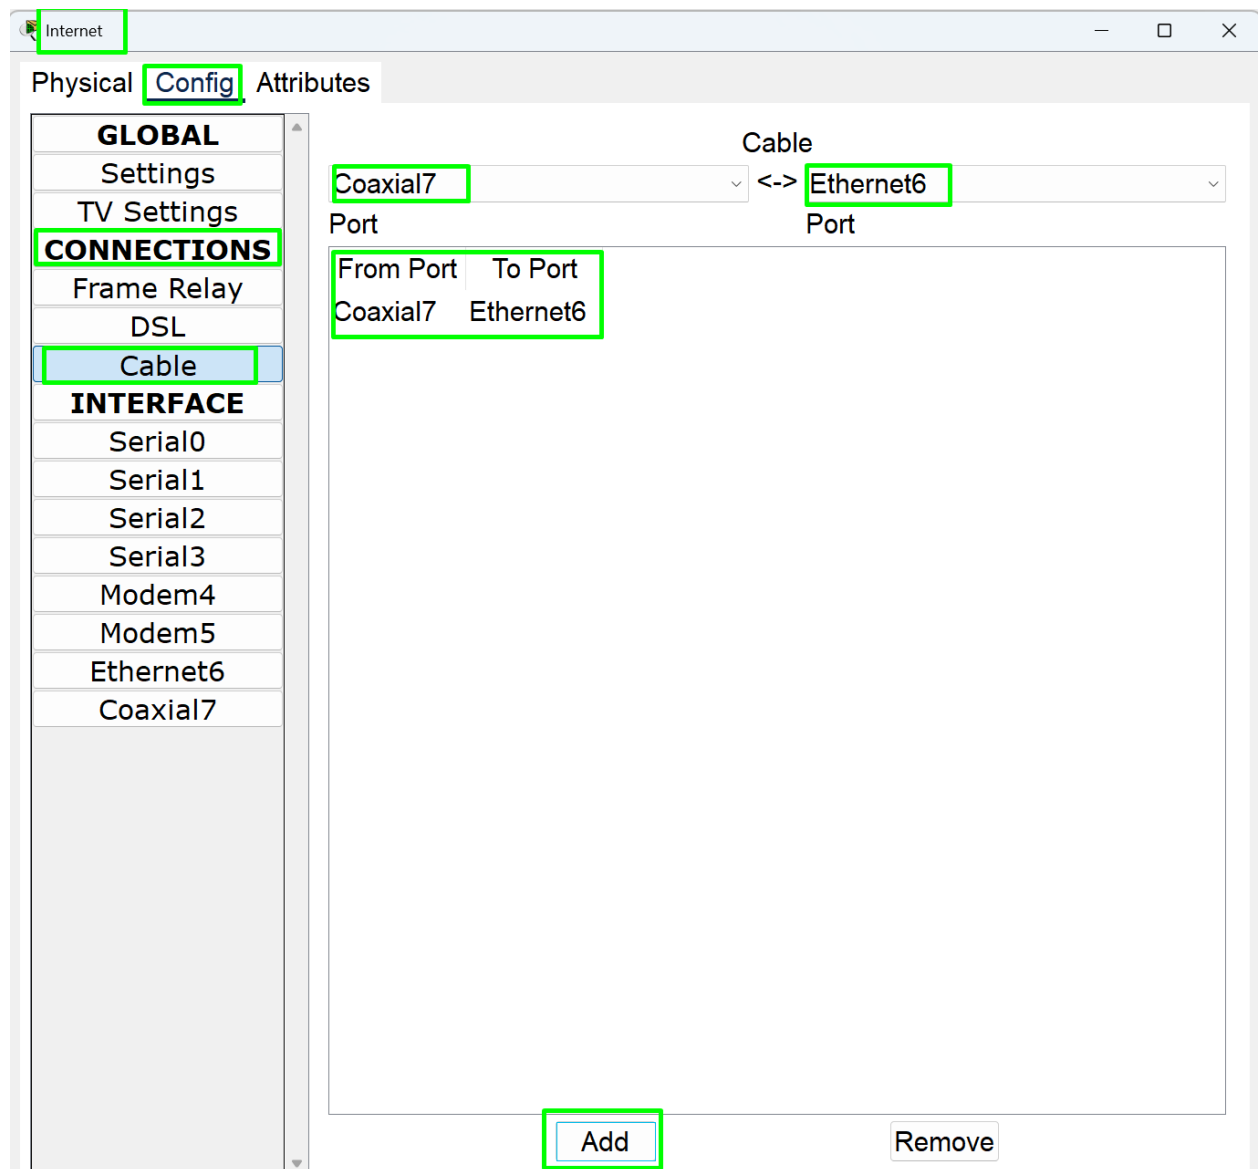 Internet
Physical Config Attributes
GLOBAL
Settings
TV Settings
CONNECTIONS
Frame Relay
DSL
Cable
INTERFACE
Serial0
Serial1
Serial2
Serial3
Modem4
Modem5
Ethernet6
Coaxial7
Cable
Coaxial7 <-> Ethernet6
Port Port
From Port To Port
Coaxial7 Ethernet6
Add Remove